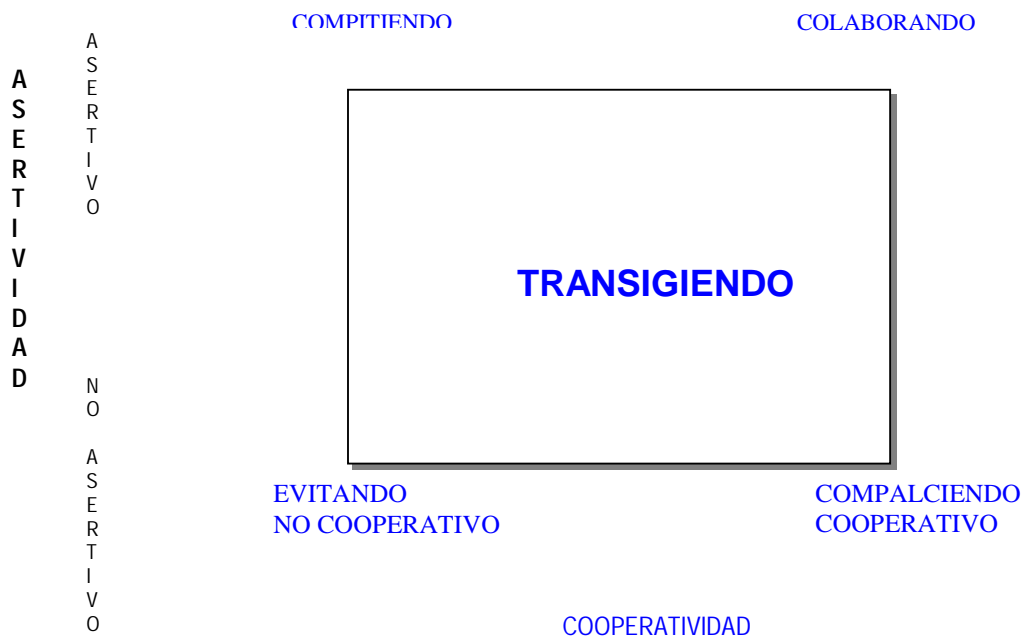 COMPITIENDO
COLABORANDO
ASERTIVIDAD
ASERTIVO
TRANSIGIENDO
NO ASERTIVO
EVITANDO
NO COOPERATIVO
COMPALCIENDO
COOPERATIVO
COOPERATIVIDAD